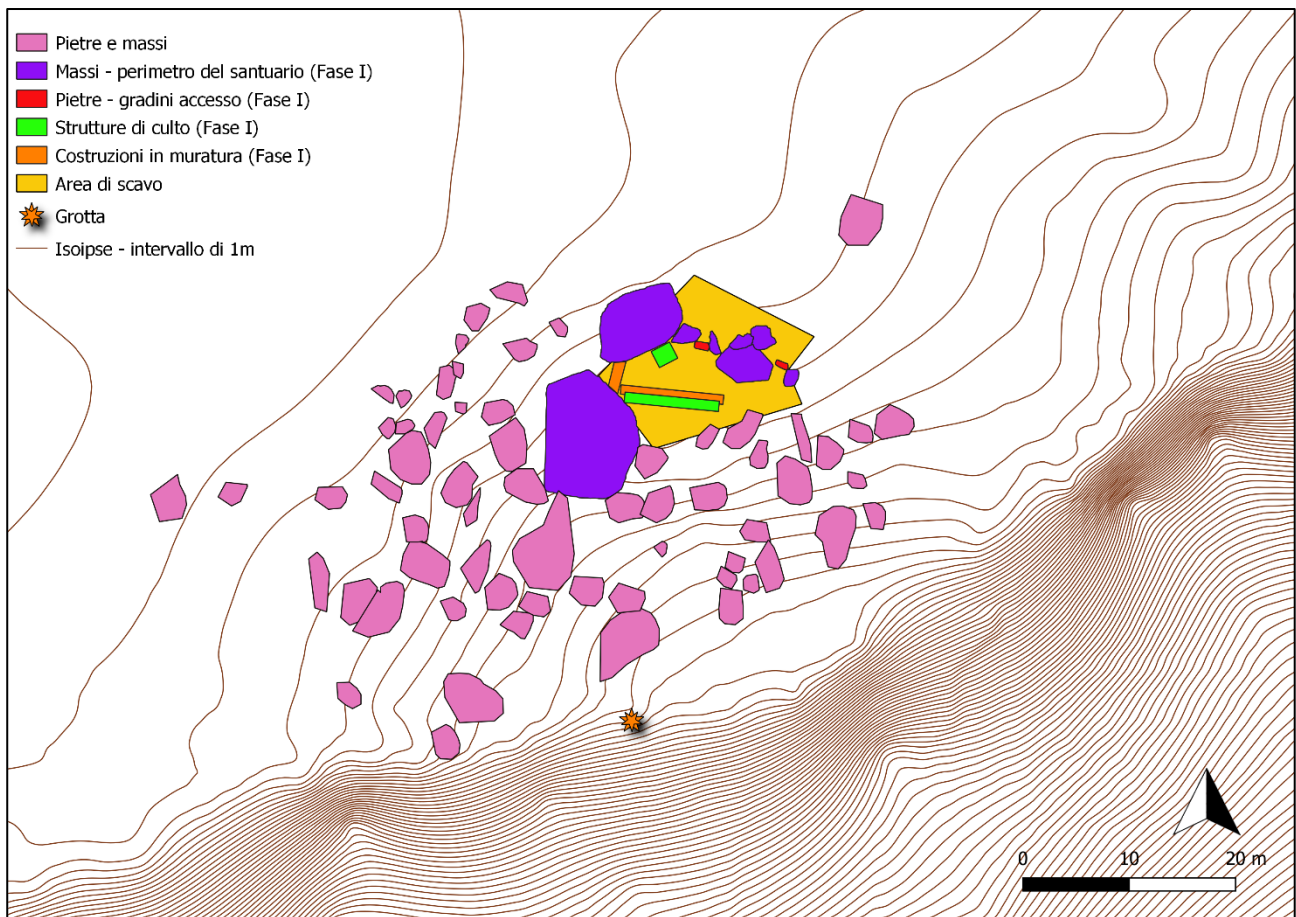 Pietre e massi
Massi - perimetro del santuario (Fase I)
Pietre - gradini accesso (Fase I)
Strutture di culto (Fase I)
Costruzioni in muratura (Fase I)
Area di scavo
Grotta
Isoipse - intervallo di 1m
0 10 20 m